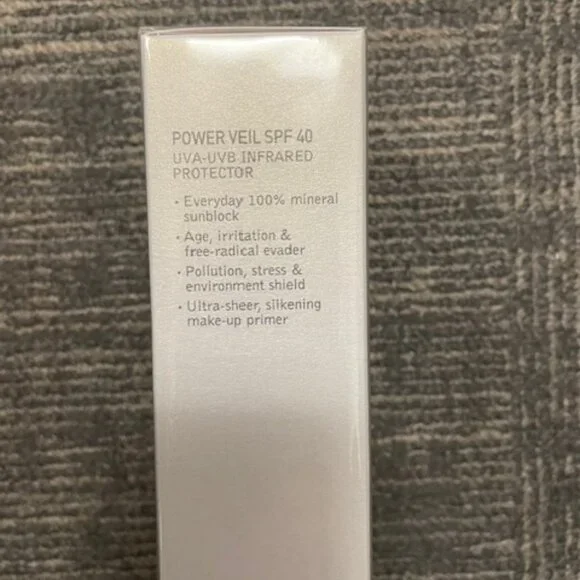 POWER VEIL SPF 40
UVA-UVB INFRARED
PROTECTOR
• Everyday 100% mineral
sunblock
• Age, irritation &
free-radical evader
• Pollution, stress &
environment shield
• Ultra-sheer, silkening
make-up primer